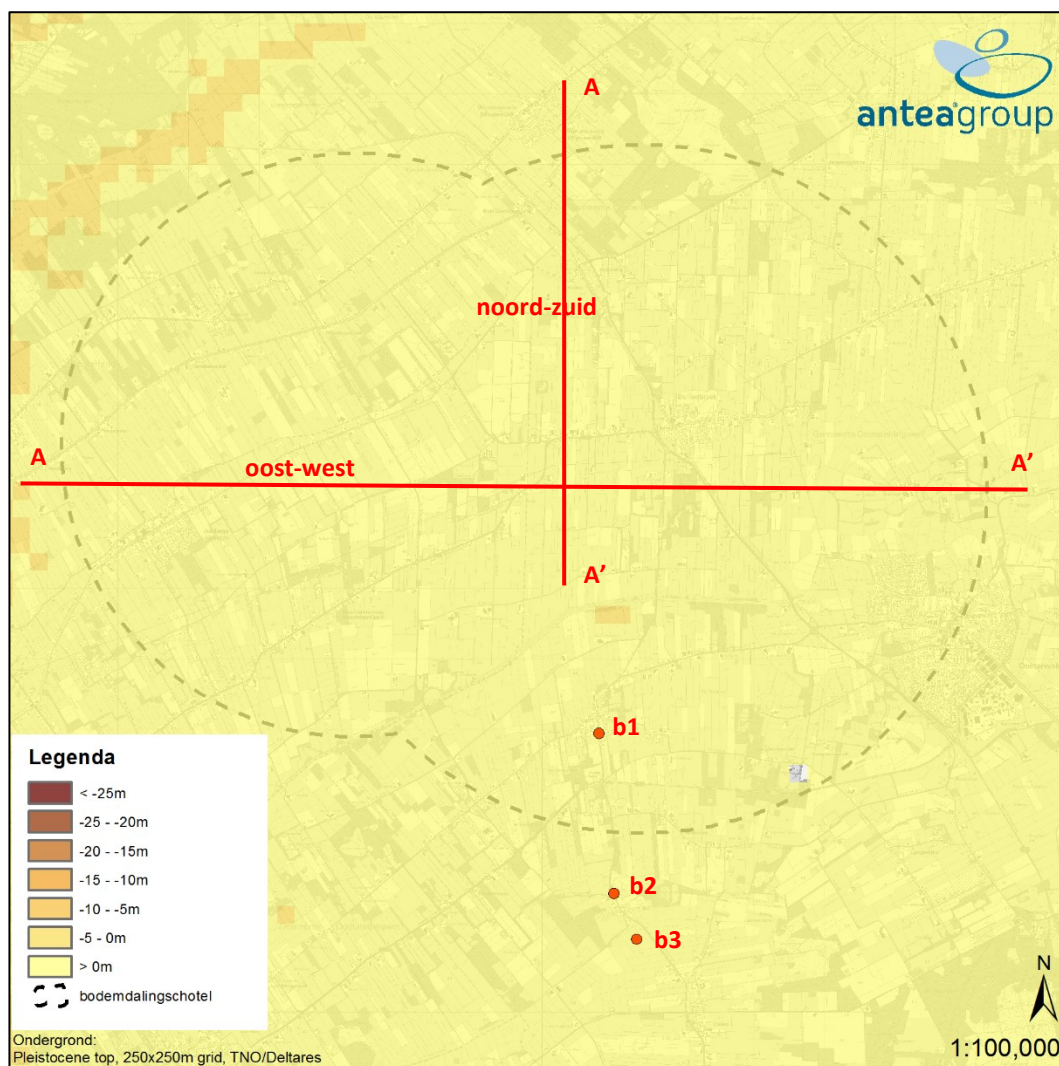 anteagroup
A
noord-zuid
A
oost-west
A'
A'
b1
b2
b3
Legenda
< -25m
-25 - -20m
-20 - -15m
-15 - -10m
-10 - -5m
-5 - 0m
> 0m
bodemdalingschotel
N
Ondergrond:
Pleistocene top, 250x250m grid, TNO/Deltares
1:100,000